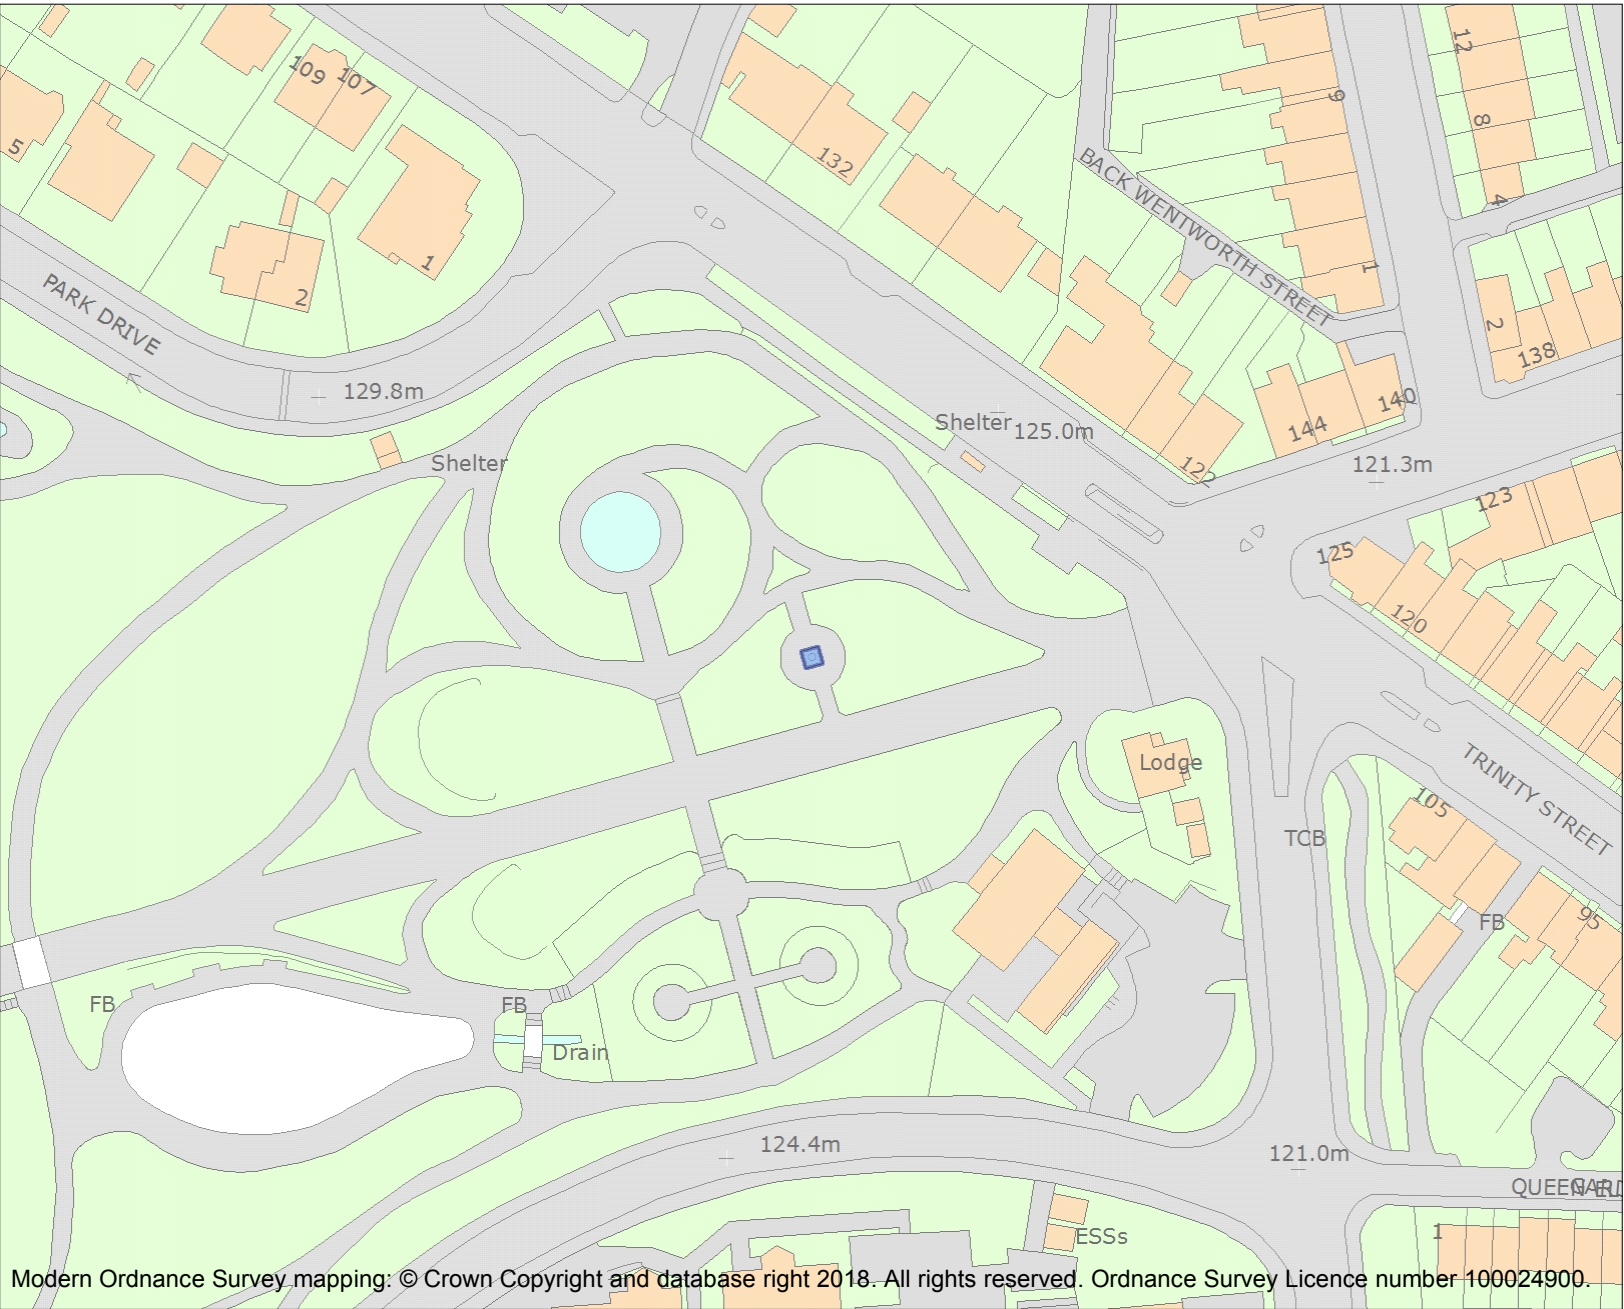 12
109
107
9
8
5
132
BACK WENTWORTH STREET
4
1
1
2
PARK DRIVE
2
138
129.8m
140
Shelter
125.0m
144
Shelter
122
121.3m
123
125
120
Lodge
TRINITY STREET
105
TCB
95
FB
FB
FB
Drain
124.4m
121.0m
ESSs
1
Modern Ordnance Survey mapping: © Crown Copyright and database right 2018. All rights reserved. Ordnance Survey Licence number 100024900.